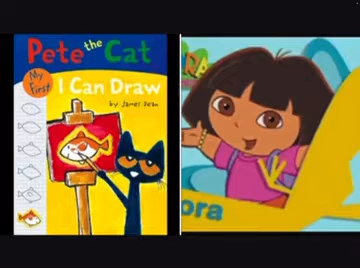 Pete the Cat
My First
I Can Draw
by James Dean
ora